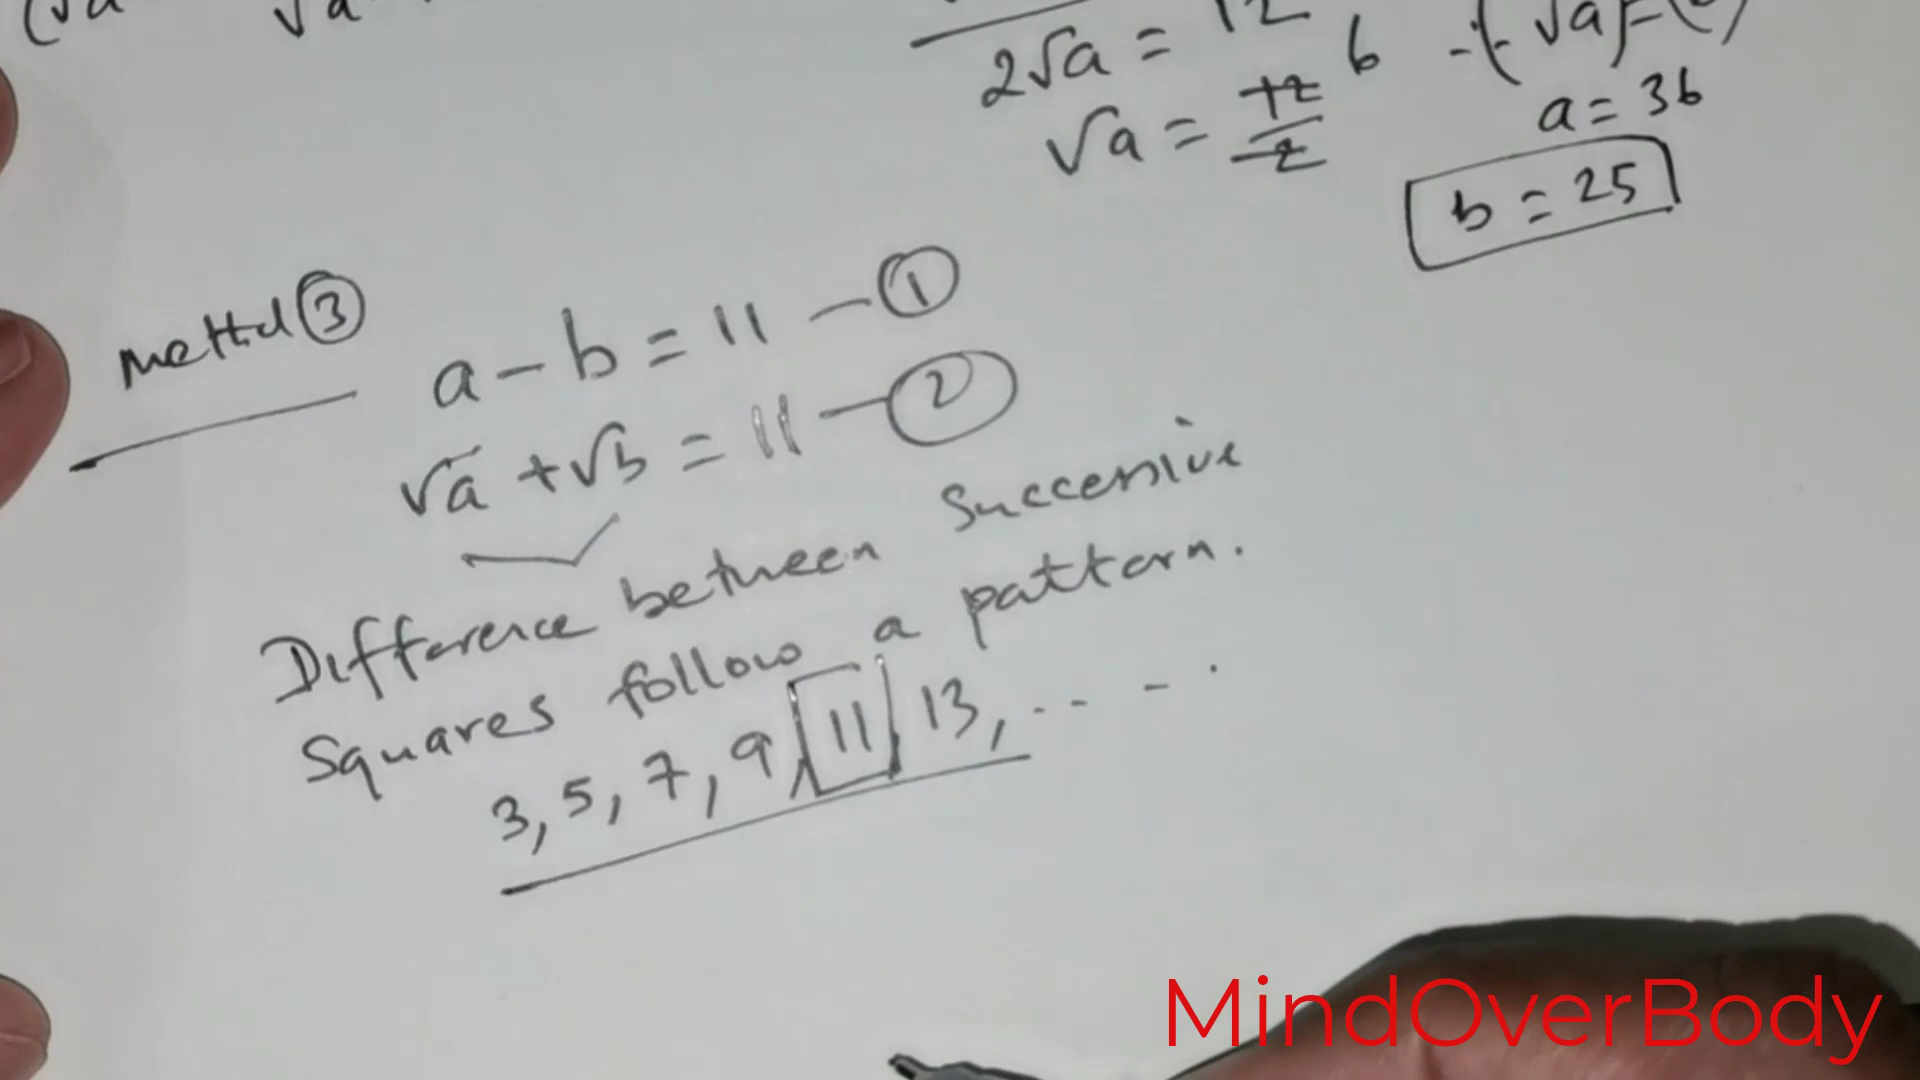 (√a √a
2√a = 12
√a = 12/2 6 -(√a)=(
a = 36
b = 25
Methd ③
a - b = 11 — ①
√a + √b = 11 — ②
Difference between Successive
Squares follow a pattern.
3, 5, 7, 9, 11, 13, .. - .
MindOverBody